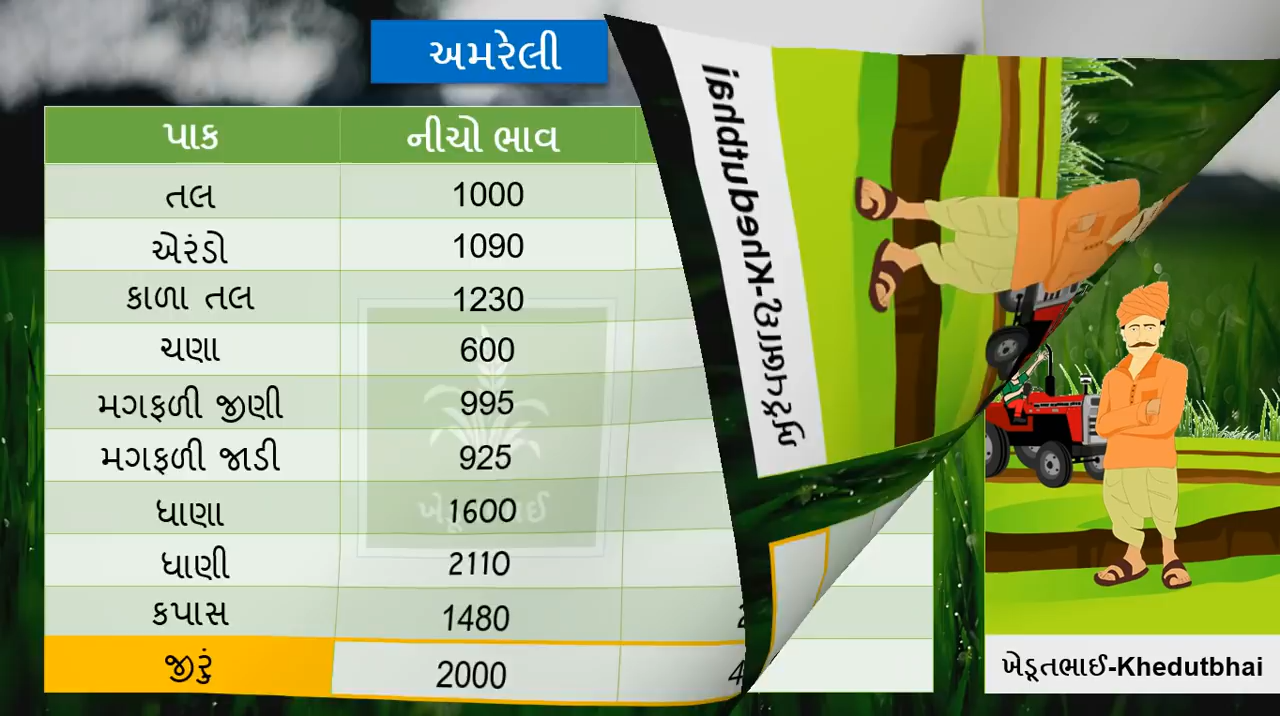 અમરેલી
પાક નીચો ભાવ
તલ 1000
એરંડો 1090
કાળા તલ 1230
ચણા 600
મગફળી જીણી 995
મગફળી જાડી 925
ધાણા 1600
ધાણી 2110
કપાસ 1480
જીરું 2000
ખેડૂતભાઈ-Khedutbhai
ખેડૂતભાઈ-Khedutbhai